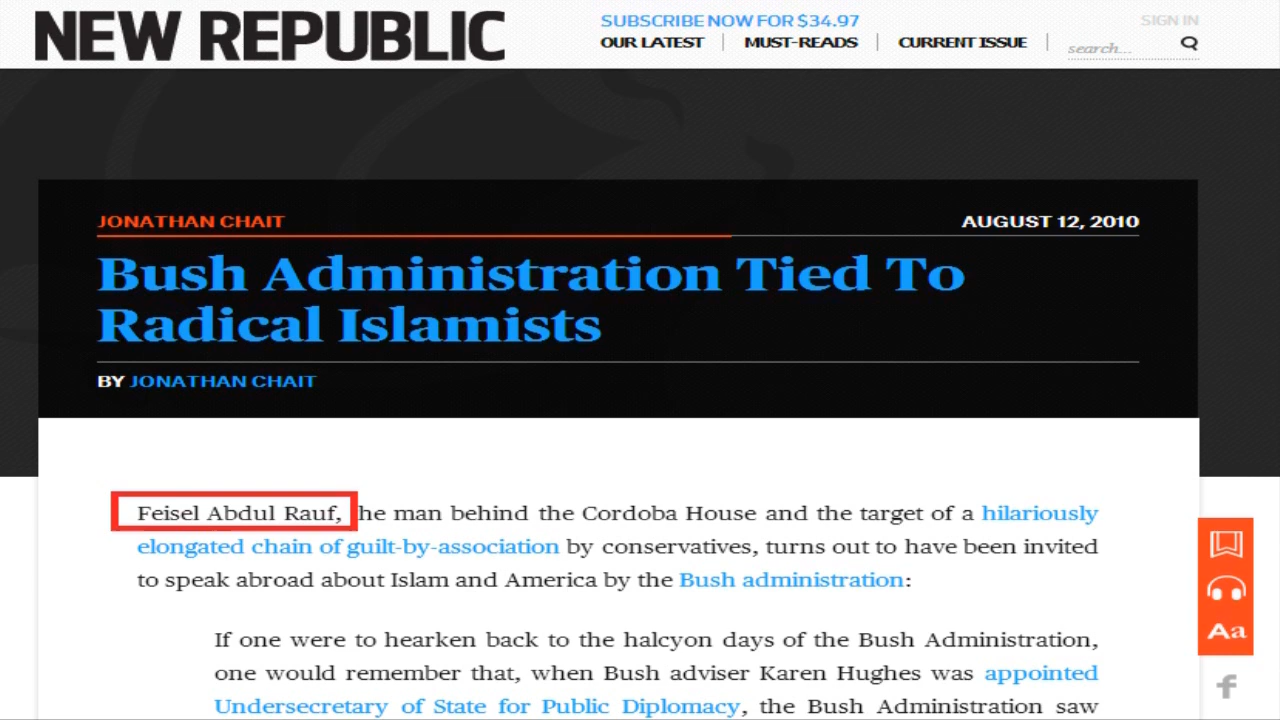 NEW REPUBLIC
SUBSCRIBE NOW FOR $34.97
SIGN IN
OUR LATEST
MUST-READS
CURRENT ISSUE
search...
JONATHAN CHAIT
AUGUST 12, 2010
Bush Administration Tied To
Radical Islamists
BY JONATHAN CHAIT
Feisel Abdul Rauf, he man behind the Cordoba House and the target of a hilariously
elongated chain of guilt-by-association by conservatives, turns out to have been invited
to speak abroad about Islam and America by the Bush administration:
If one were to hearken back to the halcyon days of the Bush Administration,
one would remember that, when Bush adviser Karen Hughes was appointed
Undersecretary of State for Public Diplomacy, the Bush Administration saw
Aa
f